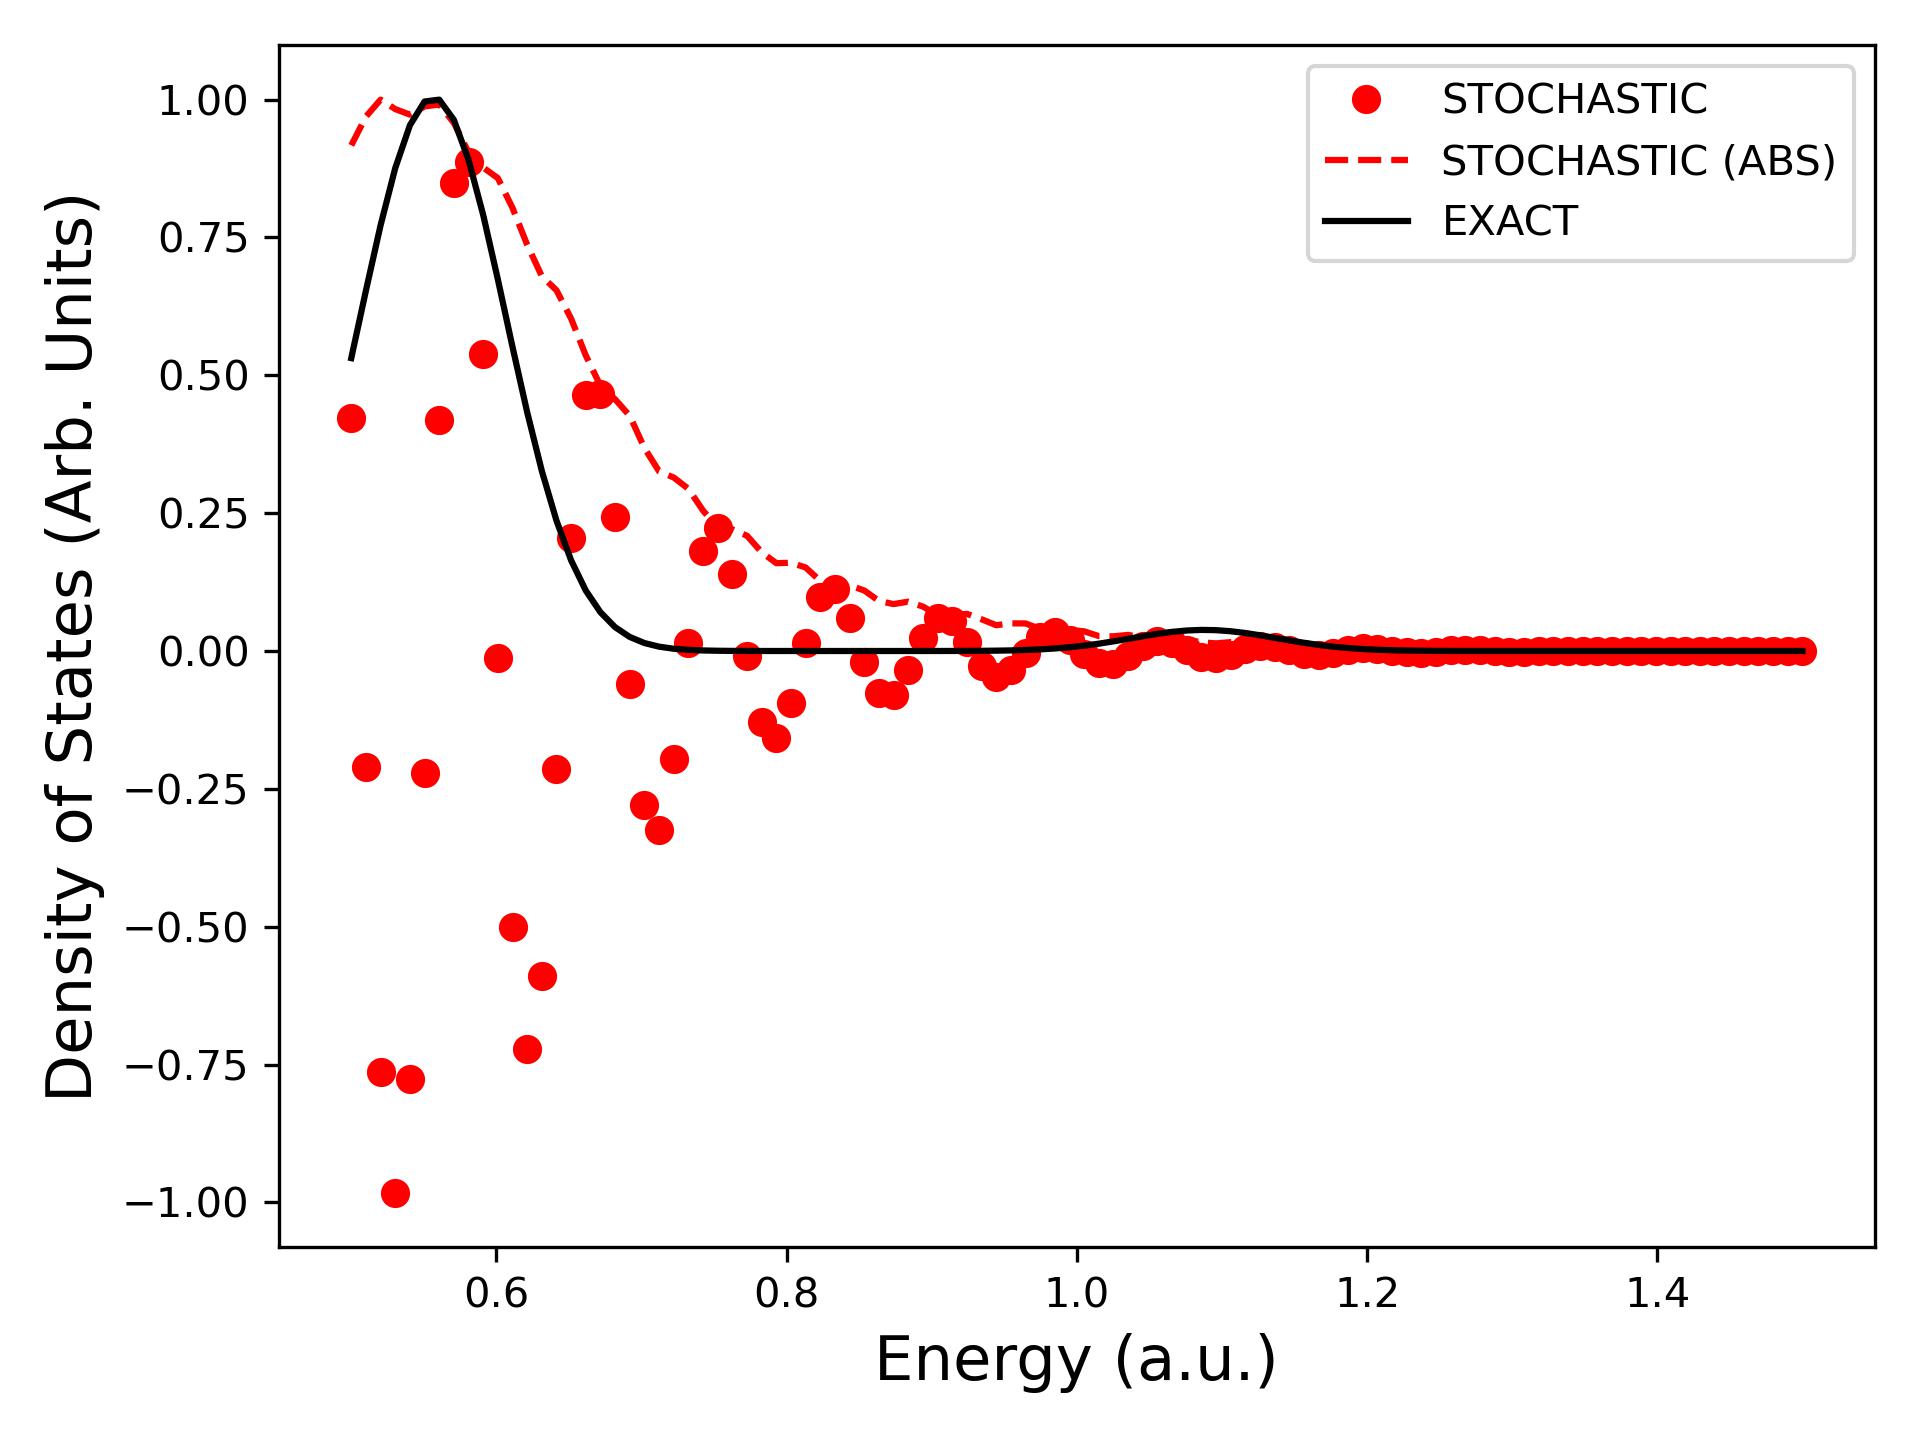 STOCHASTIC
STOCHASTIC (ABS)
EXACT
Density of States (Arb. Units)
1.00
0.75
0.50
0.25
0.00
−0.25
−0.50
−0.75
−1.00
0.6 0.8 1.0 1.2 1.4
Energy (a.u.)